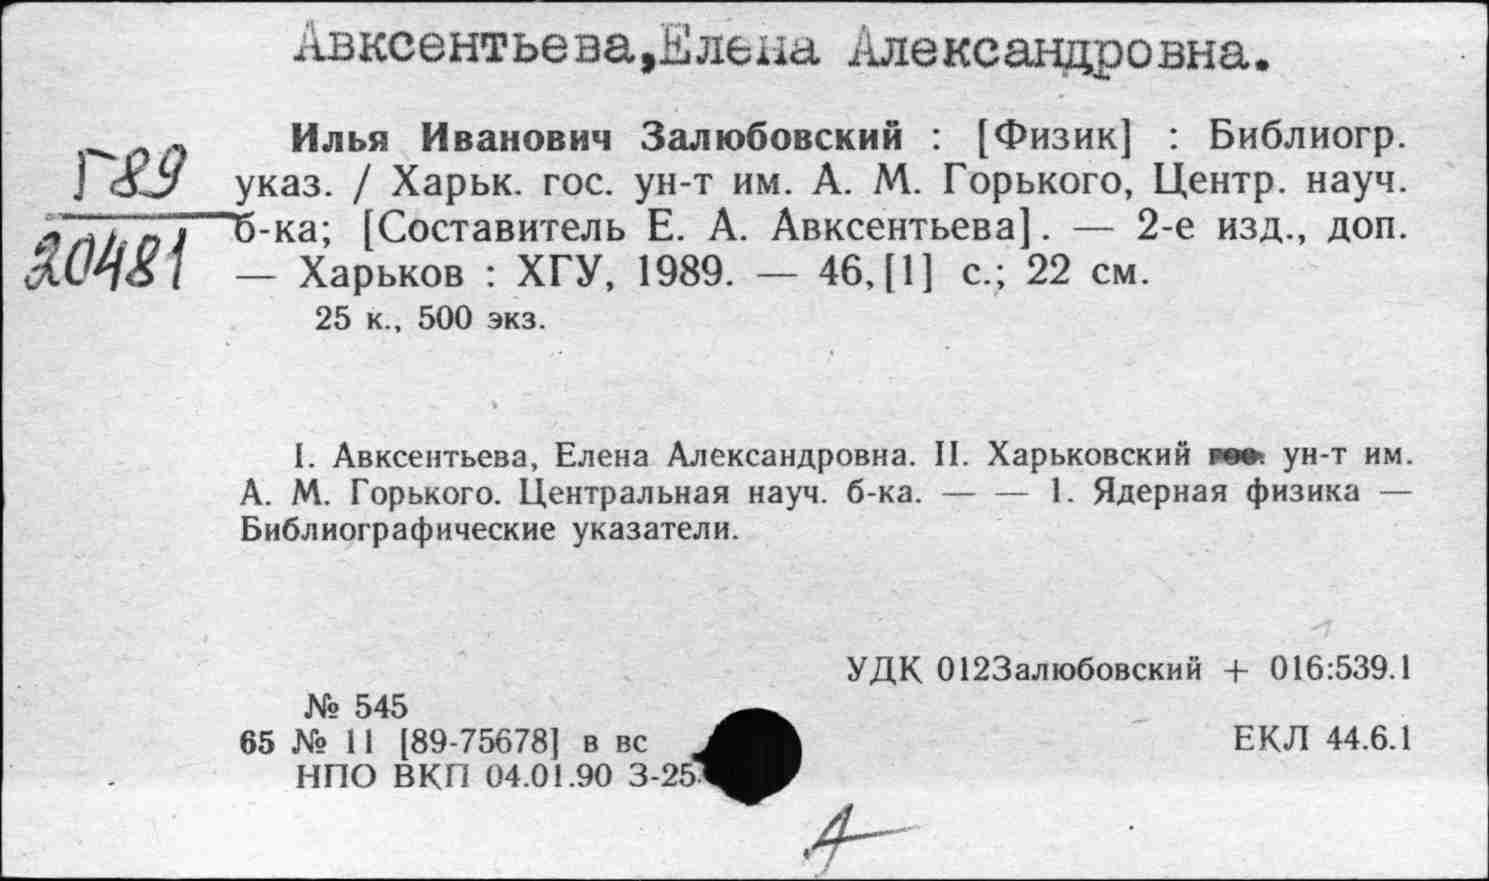 Авксентьева,Елена Александровна.
Илья Иванович Залюбовский : [Физик] : Библиогр.
Г89 указ. / Харьк. гос. ун-т им. А. М. Горького, Центр. науч.
б-ка; [Составитель Е. А. Авксентьева]. — 2-е изд., доп.
20481 — Харьков : ХГУ, 1989. — 46,[1] с.; 22 см.
25 к., 500 экз.
I. Авксентьева, Елена Александровна. II. Харьковский гос. ун-т им.
А. М. Горького. Центральная науч. б-ка. — — 1. Ядерная физика —
Библиографические указатели.
УДК 012Залюбовский + 016:539.1
№ 545
65 № 11 [89-75678] в вс
ЕКЛ 44.6.1
НПО ВКП 04.01.90 З-25
А